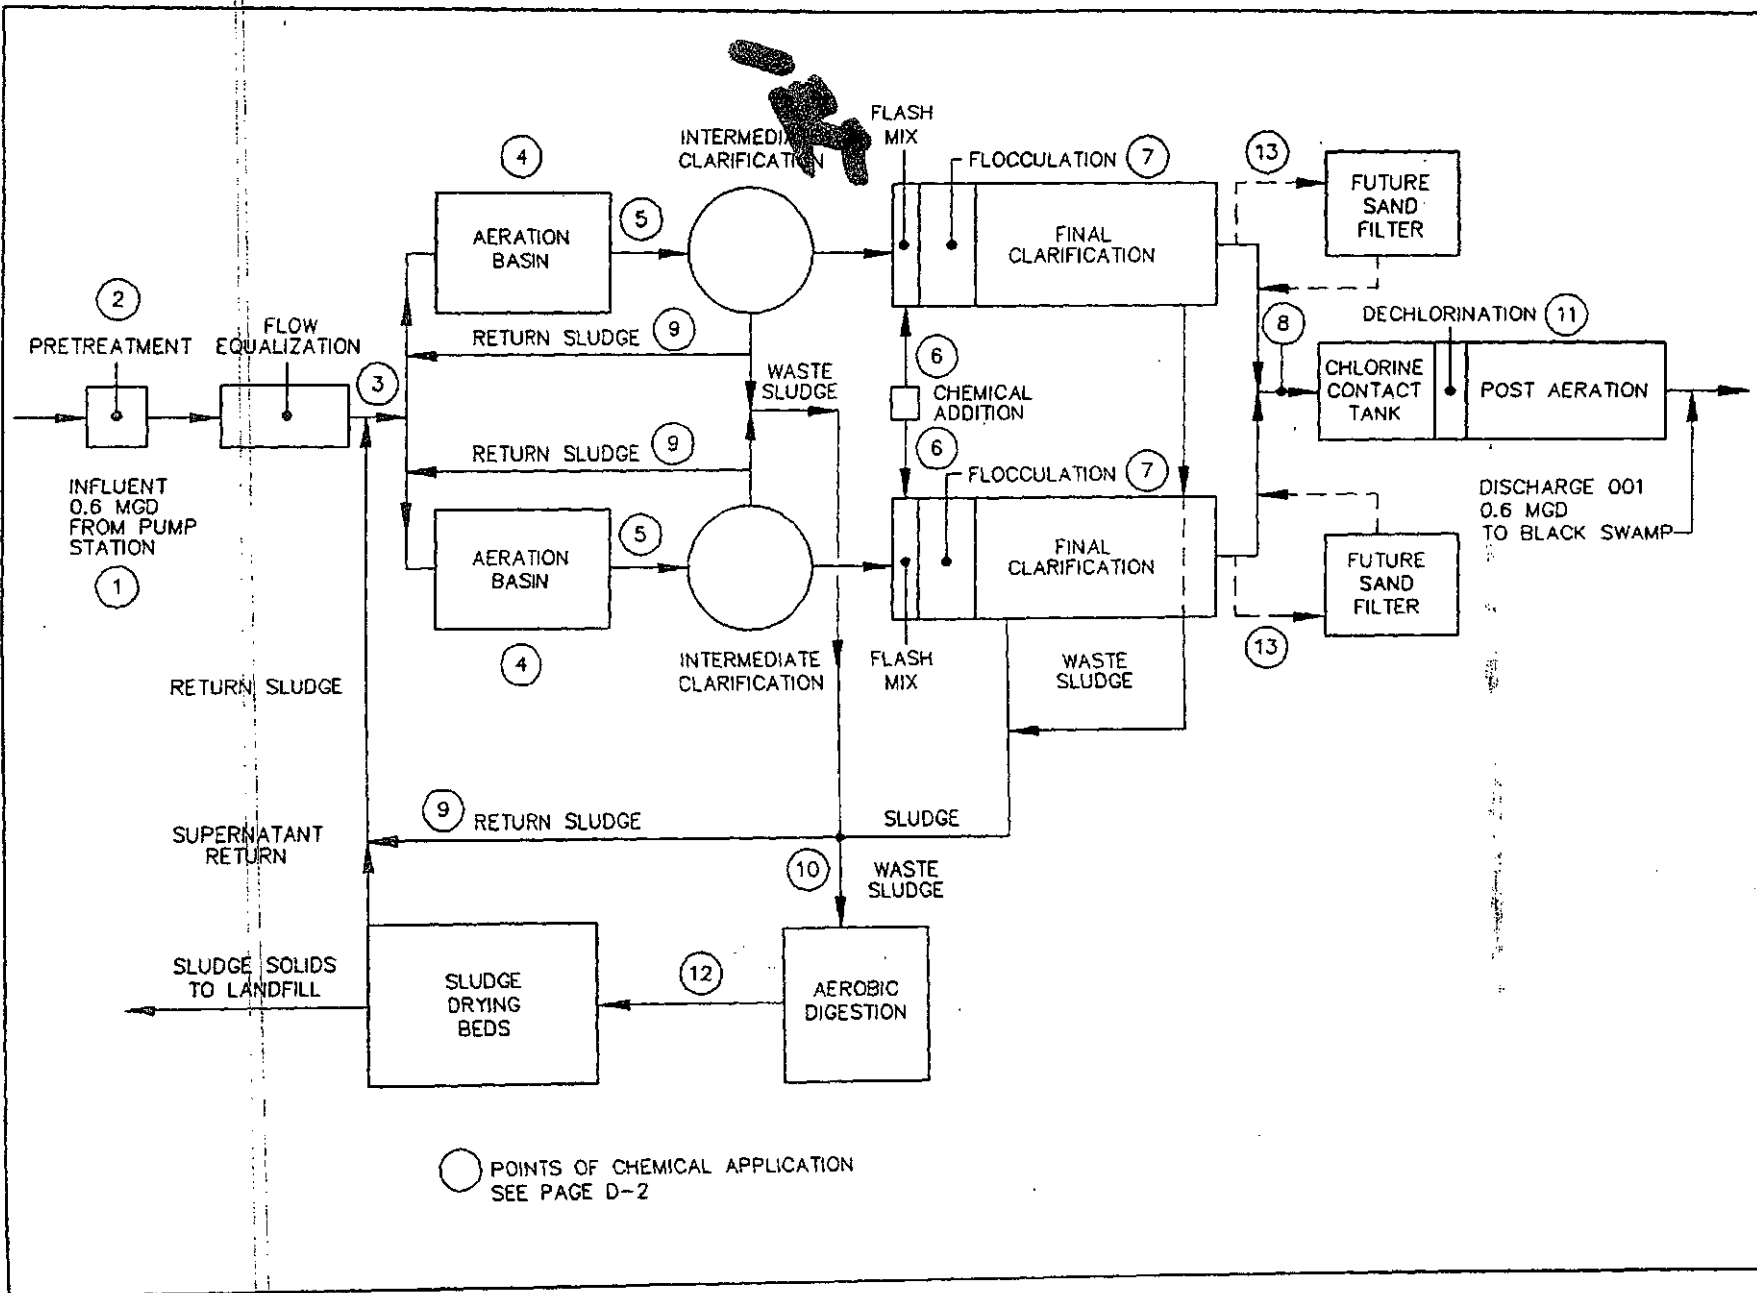 FLASH
MIX
INTERMEDIATE
CLARIFICATION
4
FLOCCULATION 7
13
FUTURE
SAND
FILTER
AERATION
BASIN
5
FINAL
CLARIFICATION
2
PRETREATMENT
FLOW
EQUALIZATION
3
RETURN SLUDGE 9
WASTE
SLUDGE
6
CHEMICAL
ADDITION
8
DECHLORINATION 11
CHLORINE
CONTACT
TANK
POST AERATION
RETURN SLUDGE 9
6
FLOCCULATION 7
INFLUENT
0.6 MGD
FROM PUMP
STATION
1
DISCHARGE 001
0.6 MGD
TO BLACK SWAMP
AERATION
BASIN
5
FINAL
CLARIFICATION
FUTURE
SAND
FILTER
4
INTERMEDIATE
CLARIFICATION
FLASH
MIX
WASTE
SLUDGE
13
RETURN SLUDGE
9 RETURN SLUDGE
SLUDGE
SUPERNATANT
RETURN
10
WASTE
SLUDGE
SLUDGE SOLIDS
TO LANDFILL
SLUDGE
DRYING
BEDS
12
AEROBIC
DIGESTION
POINTS OF CHEMICAL APPLICATION
SEE PAGE D-2